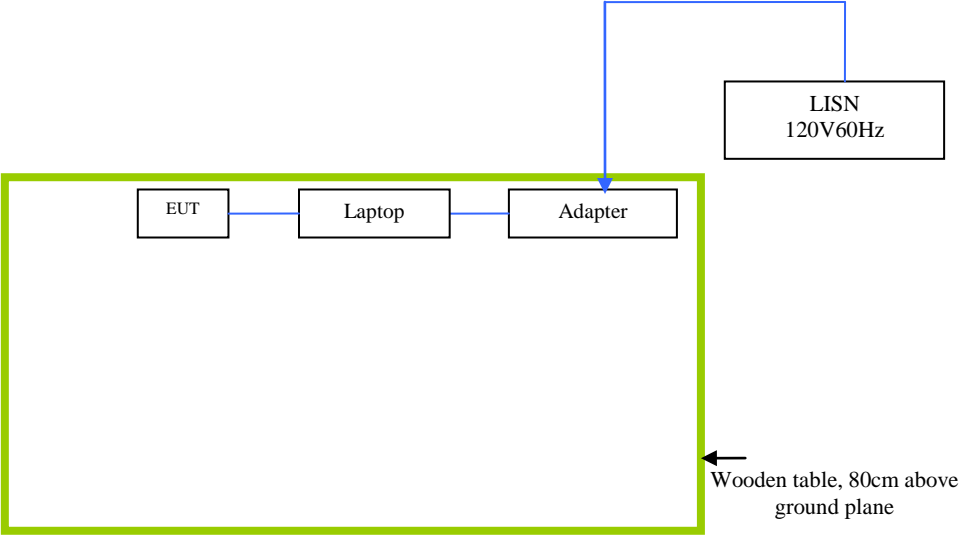 LISN
120V60Hz
EUT
Laptop
Adapter
Wooden table, 80cm above
ground plane